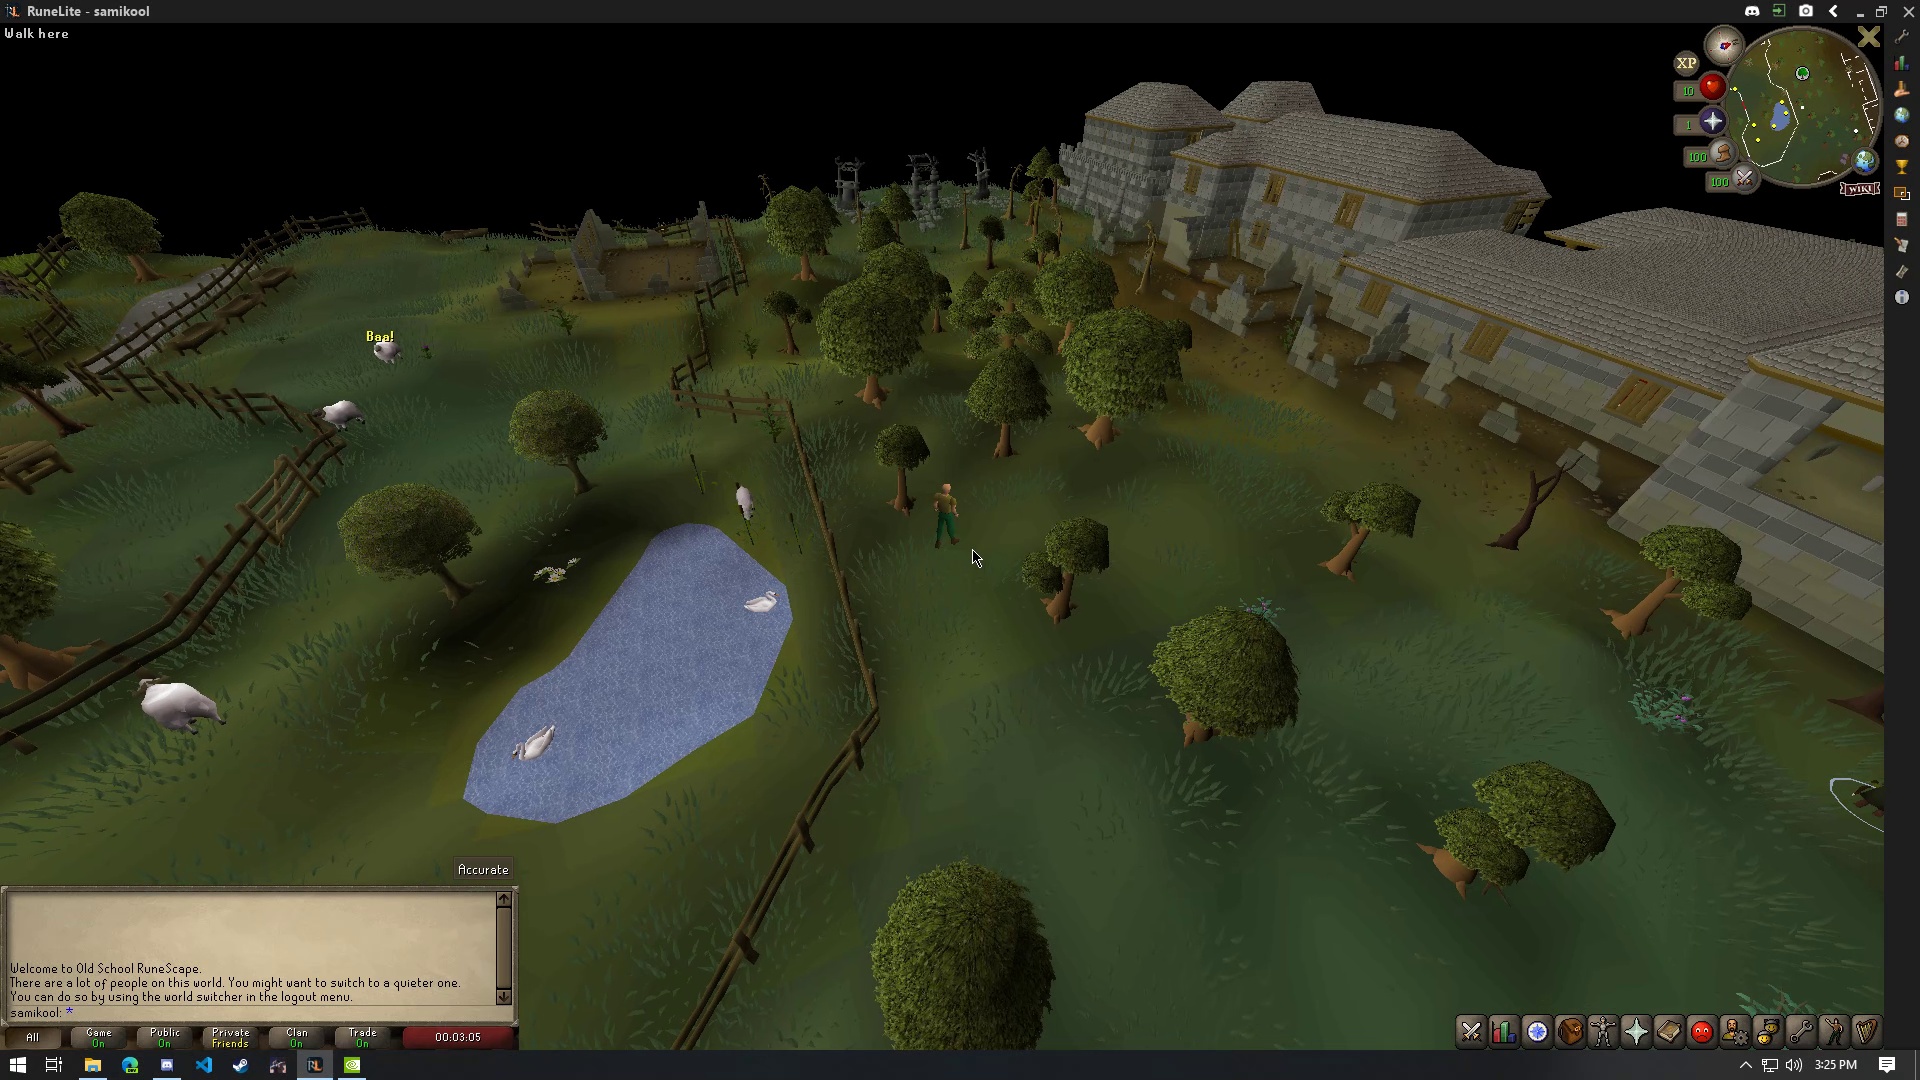 RuneLite - samikool
Walk here
XP
10
1
100
100
WIKI
Baa!
Accurate
Welcome to Old School RuneScape.
There are a lot of people on this world. You might want to switch to a quieter one.
You can do so by using the world switcher in the logout menu.
samikool: *
All
Game
On
Public
On
Private
Friends
Clan
On
Trade
On
00:03:05
3:25 PM